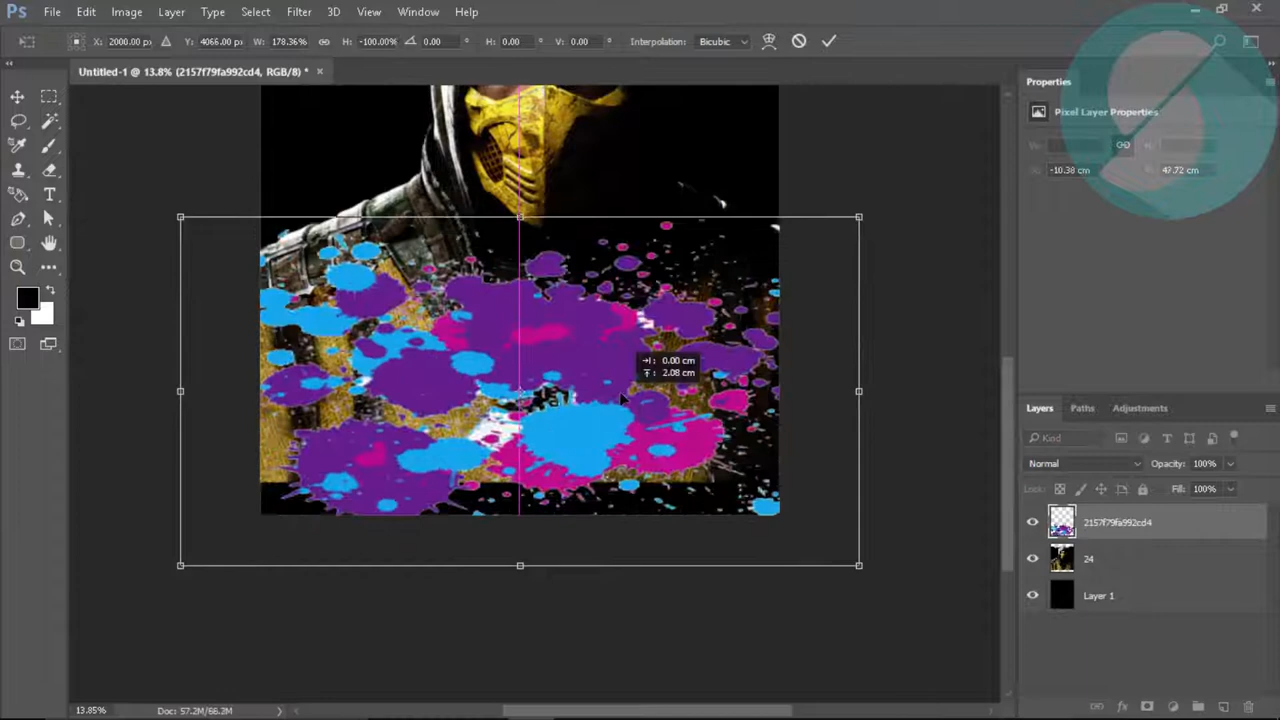 Ps File Edit Image Layer Type Select Filter 3D View Window Help
X: 2000.00 px Y: 4066.00 px W: 178.36% H: -100.00% 0.00 H: 0.00 V: 0.00 Interpolation: Bicubic
Untitled-1 @ 13.8% (2157f79fa992cd4, RGB/8) * ×
Properties
Pixel Layer Properties
-10.38 cm 47.72 cm
0.00 cm
2.08 cm
Layers Paths Adjustments
Kind
Normal Opacity: 100%
Lock: Fill: 100%
2157f79fa992cd4
24
Layer 1
13.85% Doc: 57.2M/66.2M